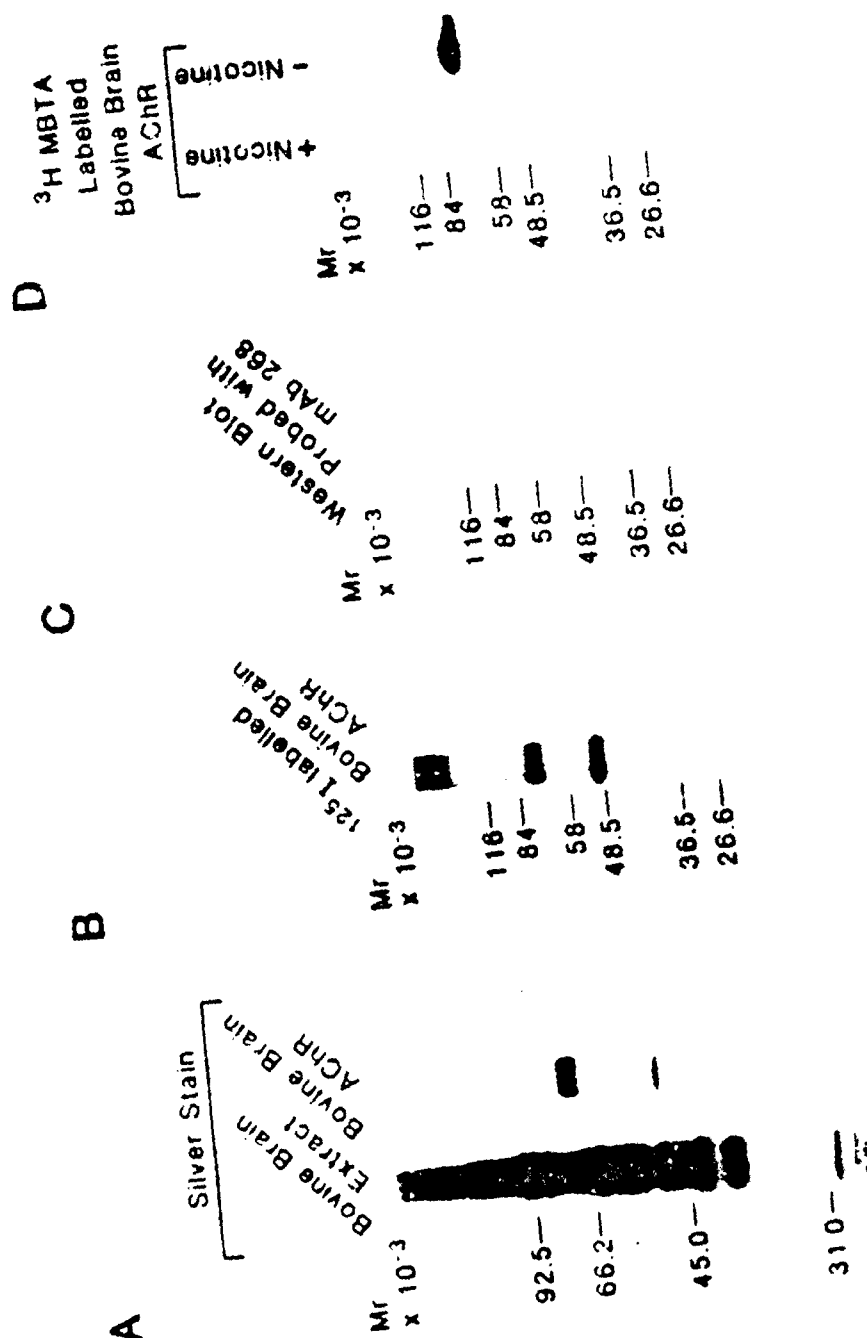 A
Silver Stain
Bovine Brain
Extract
Bovine Brain
AChR
Mr
x 10-3
92.5—
66.2—
45.0—
31 0—
B
125I labelled
Bovine Brain
AChR
Mr
x 10-3
116—
84—
58—
48.5—
36.5—
26.6—
C
Western Blot
Probed with
mAb 268
Mr
x 10-3
116—
84—
58—
48.5—
36.5—
26.6—
D
3H MBTA
Labelled
Bovine Brain
AChR
+ Nicotine
- Nicotine
Mr
x 10-3
116—
84—
58—
48.5—
36.5—
26.6—